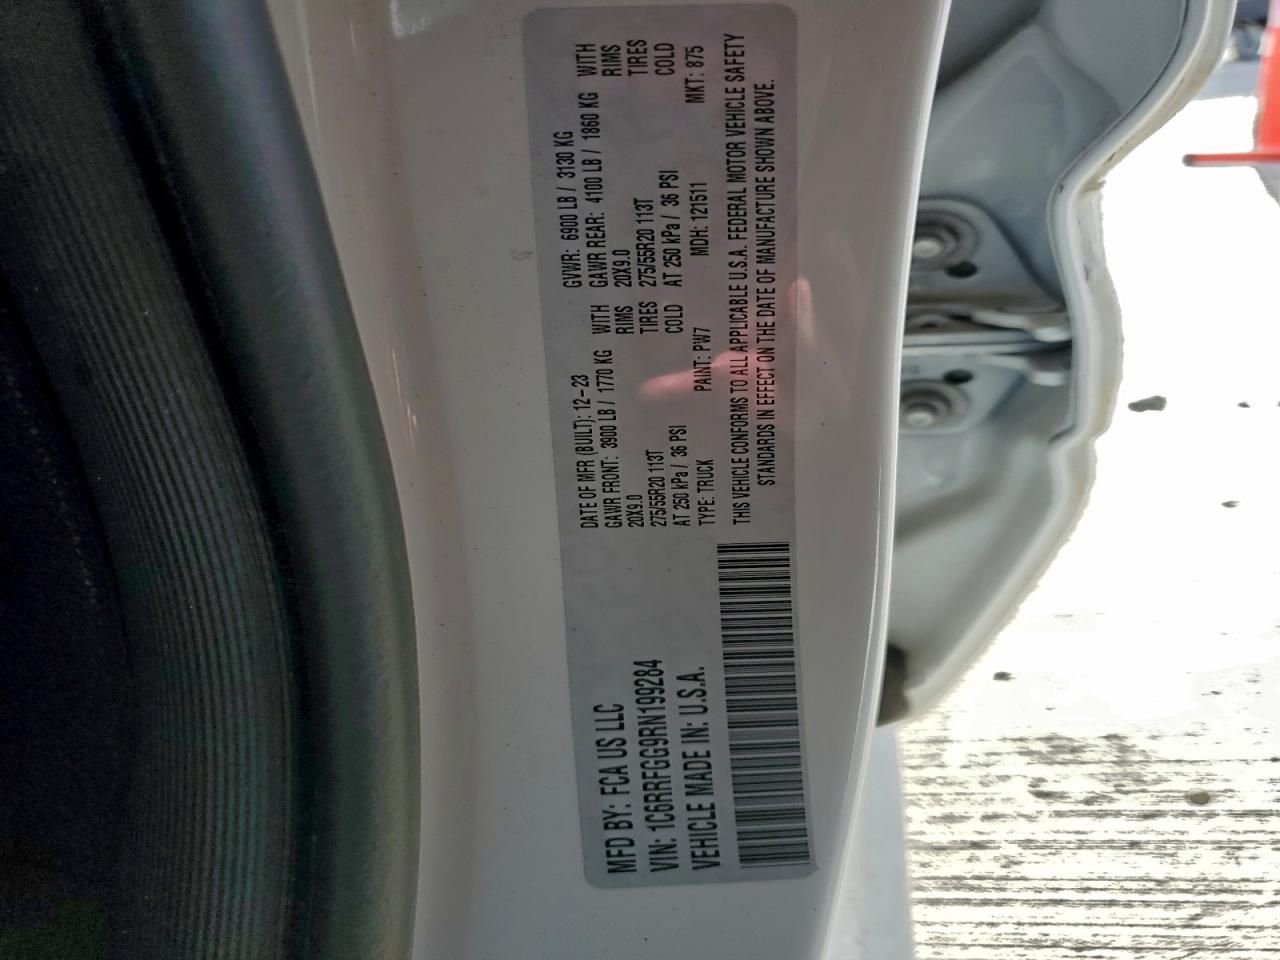 MFD BY: FCA US LLC
VIN: 1C6RRFGG9RN199284
VEHICLE MADE IN: U.S.A.
DATE OF MFR (BUILT): 12-23 GVWR: 6900 LB / 3130 KG
GAWR FRONT: 3900 LB / 1770 KG WITH GAWR REAR: 4100 LB / 1860 KG WITH
20X9.0 RIMS 20X9.0 RIMS
275/55R20 113T TIRES 275/55R20 113T TIRES
AT 250 kPa / 36 PSI COLD AT 250 kPa / 36 PSI COLD
TYPE: TRUCK PAINT: PW7 MDH: 121511 MKT: 875
THIS VEHICLE CONFORMS TO ALL APPLICABLE U.S.A. FEDERAL MOTOR VEHICLE SAFETY
STANDARDS IN EFFECT ON THE DATE OF MANUFACTURE SHOWN ABOVE.